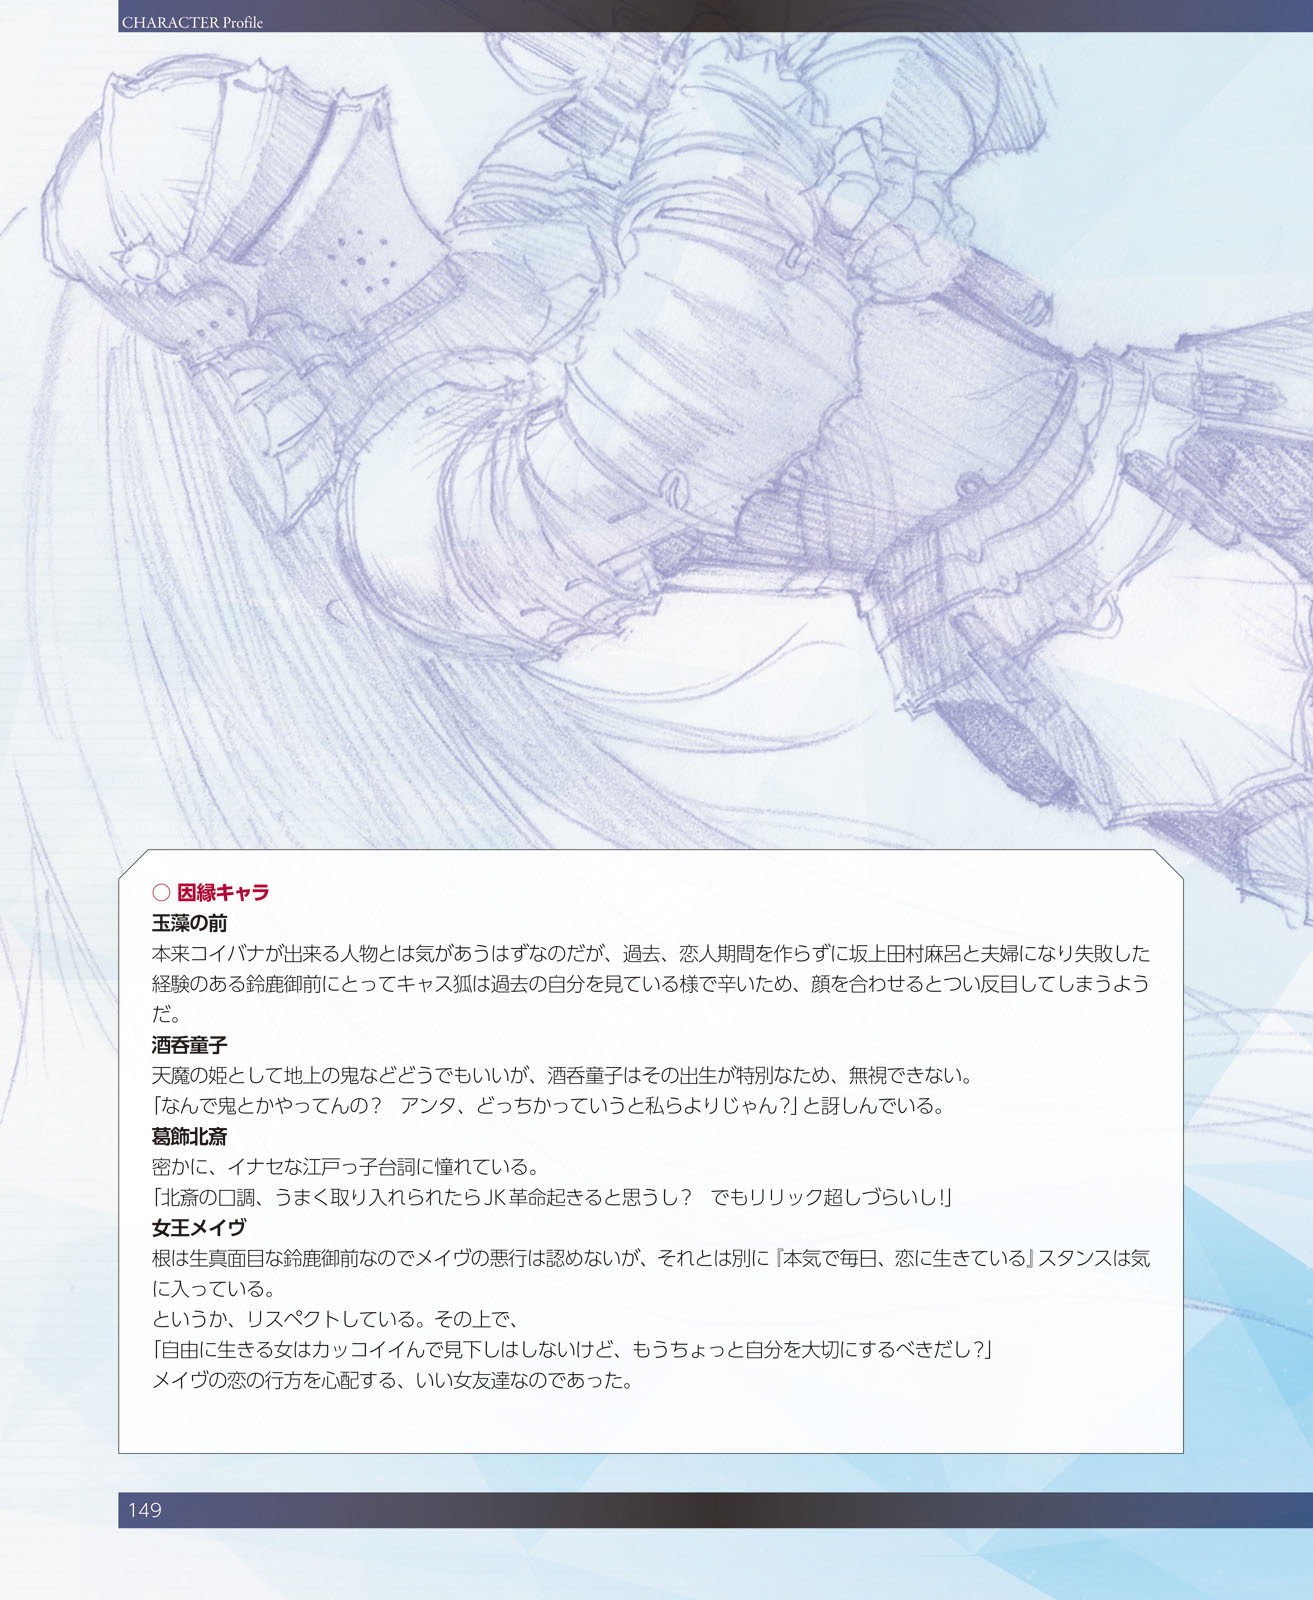 CHARACTER Profile
○ 因縁キャラ
玉藻の前
本来コイバナが出来る人物とは気があうはずなのだが、過去、恋人期間を作らずに坂上田村麻呂と夫婦になり失敗した
経験のある鈴鹿御前にとってキャス狐は過去の自分を見ている様で辛いため、顔を合わせるとつい反目してしまうよう
だ。
酒呑童子
天魔の姫として地上の鬼などどうでもいいが、酒呑童子はその出生が特別なため、無視できない。
「なんで鬼とかやってんの？　アンタ、どっちかっていうと私らよりじゃん？」と訝しんでいる。
葛飾北斎
密かに、イナセな江戸っ子台詞に憧れている。
「北斎の口調、うまく取り入れられたらJK革命起きると思うし？　でもリリック超しづらいし！」
女王メイヴ
根は生真面目な鈴鹿御前なのでメイヴの悪行は認めないが、それとは別に『本気で毎日、恋に生きている』スタンスは気
に入っている。
というか、リスペクトしている。その上で、
「自由に生きる女はカッコイイんで見下しはしないけど、もうちょっと自分を大切にするべきだし？」
メイヴの恋の行方を心配する、いい女友達なのであった。
149